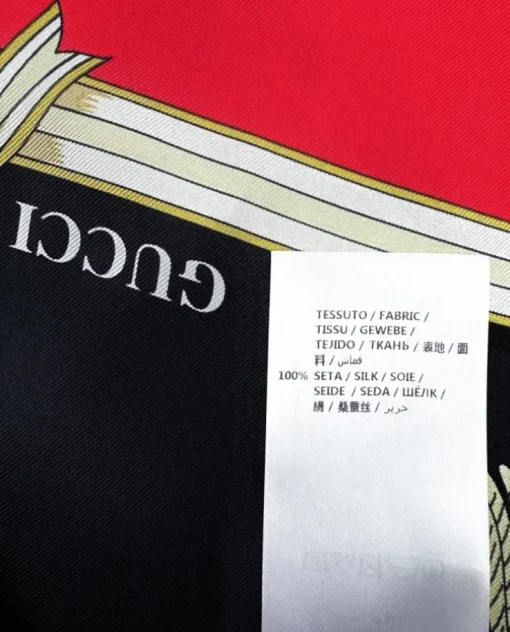 GUCCI
TESSUTO / FABRIC /
TISSU / GEWEBE /
TEJIDO / ТКАНЬ / 表地 / 面
料 / قماش
100% SETA / SILK / SOIE /
SEIDE / SEDA / ШЁЛК /
絹 / 桑蚕丝 / حرير